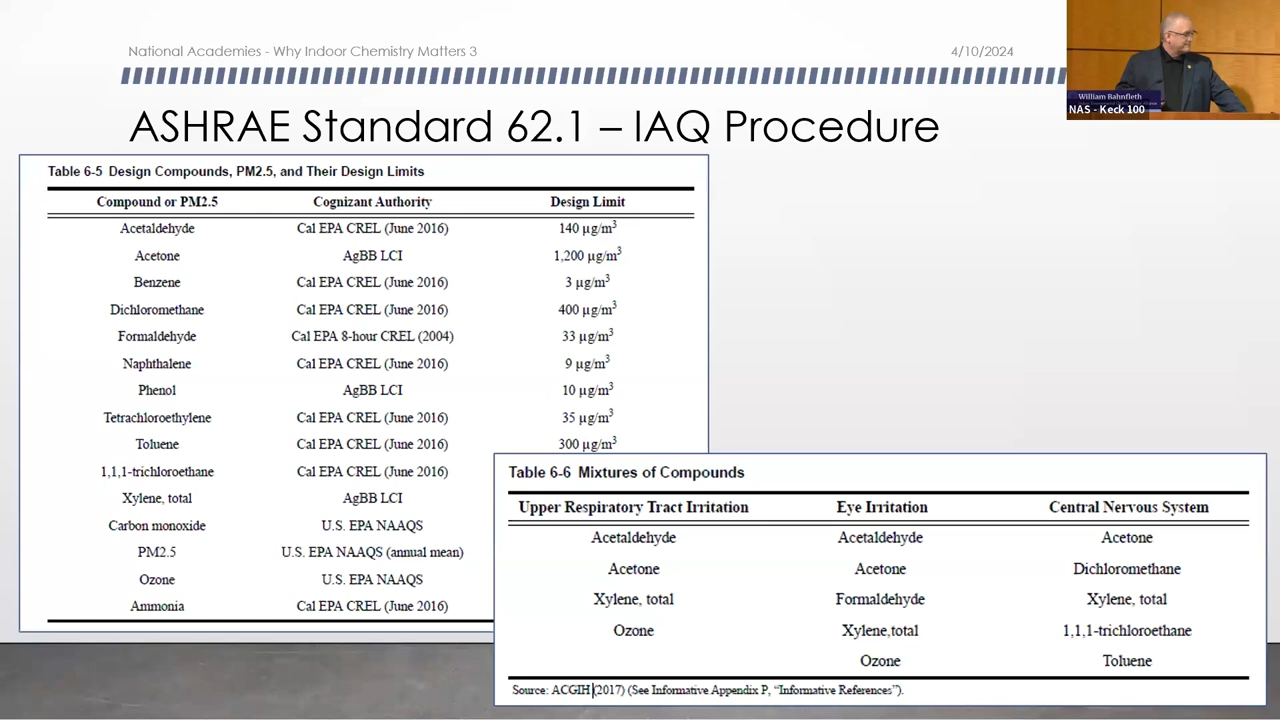 National Academies - Why Indoor Chemistry Matters 3
4/10/2024
William Bahnfleth
NAS - Keck 100
ASHRAE Standard 62.1 – IAQ Procedure
Table 6-5 Design Compounds, PM2.5, and Their Design Limits
Compound or PM2.5 Cognizant Authority Design Limit
Acetaldehyde Cal EPA CREL (June 2016) 140 µg/m³
Acetone AgBB LCI 1,200 µg/m³
Benzene Cal EPA CREL (June 2016) 3 µg/m³
Dichloromethane Cal EPA CREL (June 2016) 400 µg/m³
Formaldehyde Cal EPA 8-hour CREL (2004) 33 µg/m³
Naphthalene Cal EPA CREL (June 2016) 9 µg/m³
Phenol AgBB LCI 10 µg/m³
Tetrachloroethylene Cal EPA CREL (June 2016) 35 µg/m³
Toluene Cal EPA CREL (June 2016) 300 µg/m³
1,1,1-trichloroethane Cal EPA CREL (June 2016)
Xylene, total AgBB LCI
Carbon monoxide U.S. EPA NAAQS
PM2.5 U.S. EPA NAAQS (annual mean)
Ozone U.S. EPA NAAQS
Ammonia Cal EPA CREL (June 2016)
Table 6-6 Mixtures of Compounds
Upper Respiratory Tract Irritation Eye Irritation Central Nervous System
Acetaldehyde Acetaldehyde Acetone
Acetone Acetone Dichloromethane
Xylene, total Formaldehyde Xylene, total
Ozone Xylene,total 1,1,1-trichloroethane
Ozone Toluene
Source: ACGIH (2017) (See Informative Appendix P, “Informative References”).